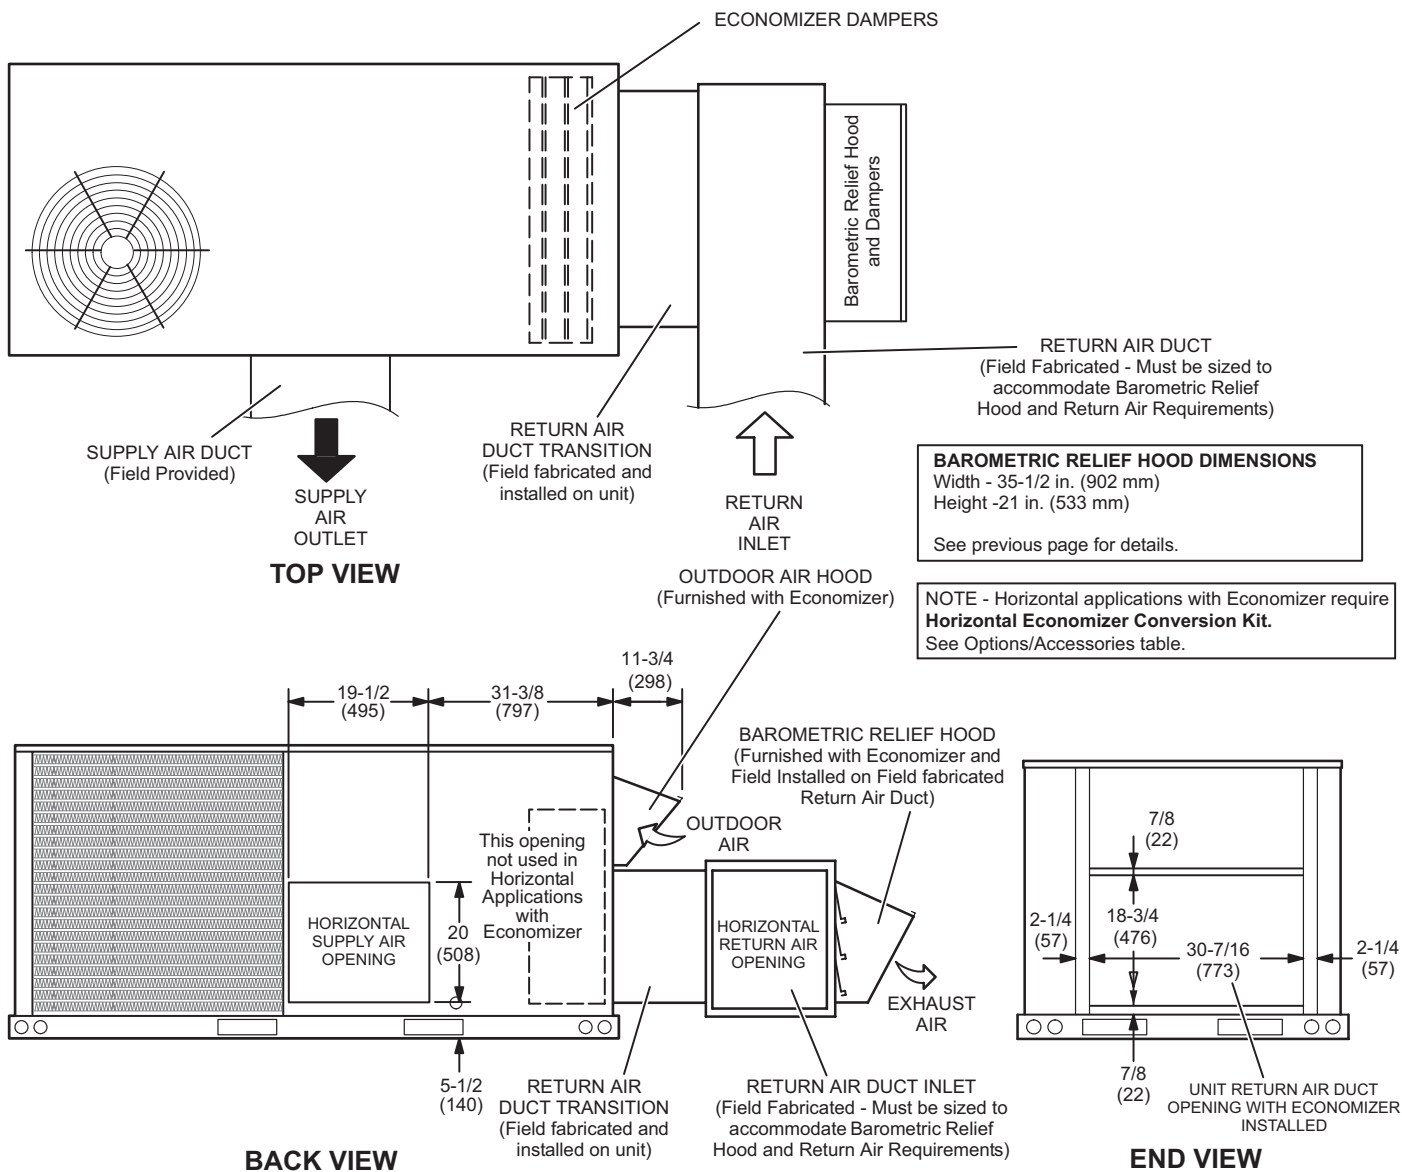 ECONOMIZER DAMPERS
Barometric Relief Hood
and Dampers
RETURN AIR DUCT
(Field Fabricated - Must be sized to
accommodate Barometric Relief
Hood and Return Air Requirements)
SUPPLY AIR DUCT
(Field Provided)
SUPPLY
AIR
OUTLET
RETURN AIR
DUCT TRANSITION
(Field fabricated and
installed on unit)
RETURN
AIR
INLET
TOP VIEW
BAROMETRIC RELIEF HOOD DIMENSIONS
Width - 35-1/2 in. (902 mm)
Height -21 in. (533 mm)
See previous page for details.
NOTE - Horizontal applications with Economizer require
Horizontal Economizer Conversion Kit.
See Options/Accessories table.
OUTDOOR AIR HOOD
(Furnished with Economizer)
19-1/2
(495)
31-3/8
(797)
11-3/4
(298)
BAROMETRIC RELIEF HOOD
(Furnished with Economizer and
Field Installed on Field fabricated
Return Air Duct)
OUTDOOR
AIR
This opening
not used in
Horizontal
Applications
with
Economizer
HORIZONTAL
SUPPLY AIR
OPENING
20
(508)
HORIZONTAL
RETURN AIR
OPENING
EXHAUST
AIR
5-1/2
(140)
RETURN AIR
DUCT TRANSITION
(Field fabricated and
installed on unit)
RETURN AIR DUCT INLET
(Field Fabricated - Must be sized to
accommodate Barometric Relief
Hood and Return Air Requirements)
BACK VIEW
7/8
(22)
2-1/4
(57)
18-3/4
(476)
30-7/16
(773)
2-1/4
(57)
7/8
(22)
UNIT RETURN AIR DUCT
OPENING WITH ECONOMIZER
INSTALLED
END VIEW